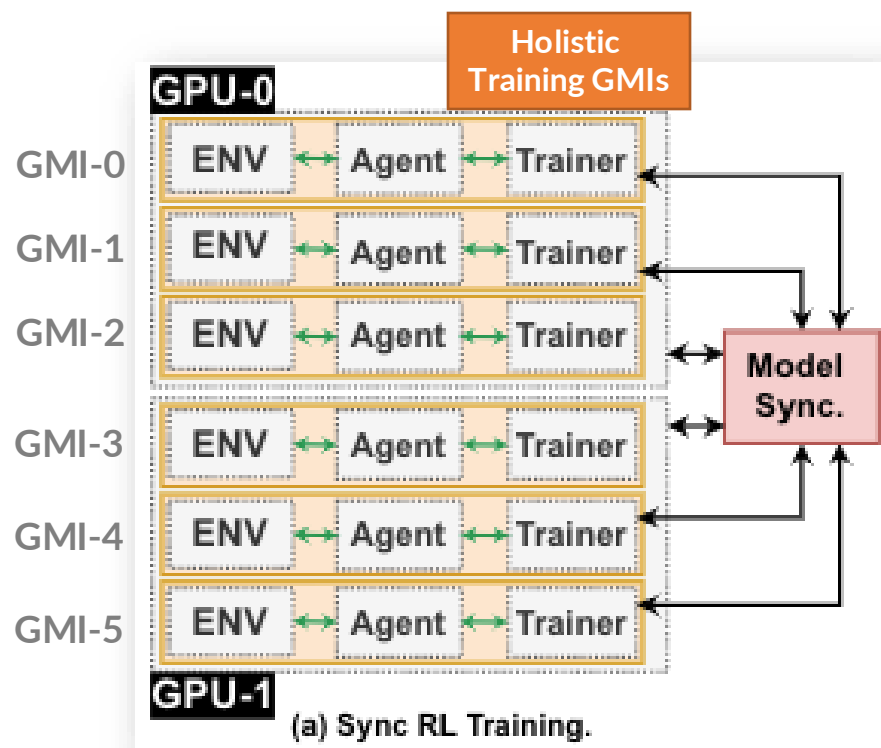 Holistic
Training GMIs
GPU-0
GMI-0 ENV Agent Trainer
GMI-1 ENV Agent Trainer
GMI-2 ENV Agent Trainer
Model
Sync.
GMI-3 ENV Agent Trainer
GMI-4 ENV Agent Trainer
GMI-5 ENV Agent Trainer
GPU-1
(a) Sync RL Training.